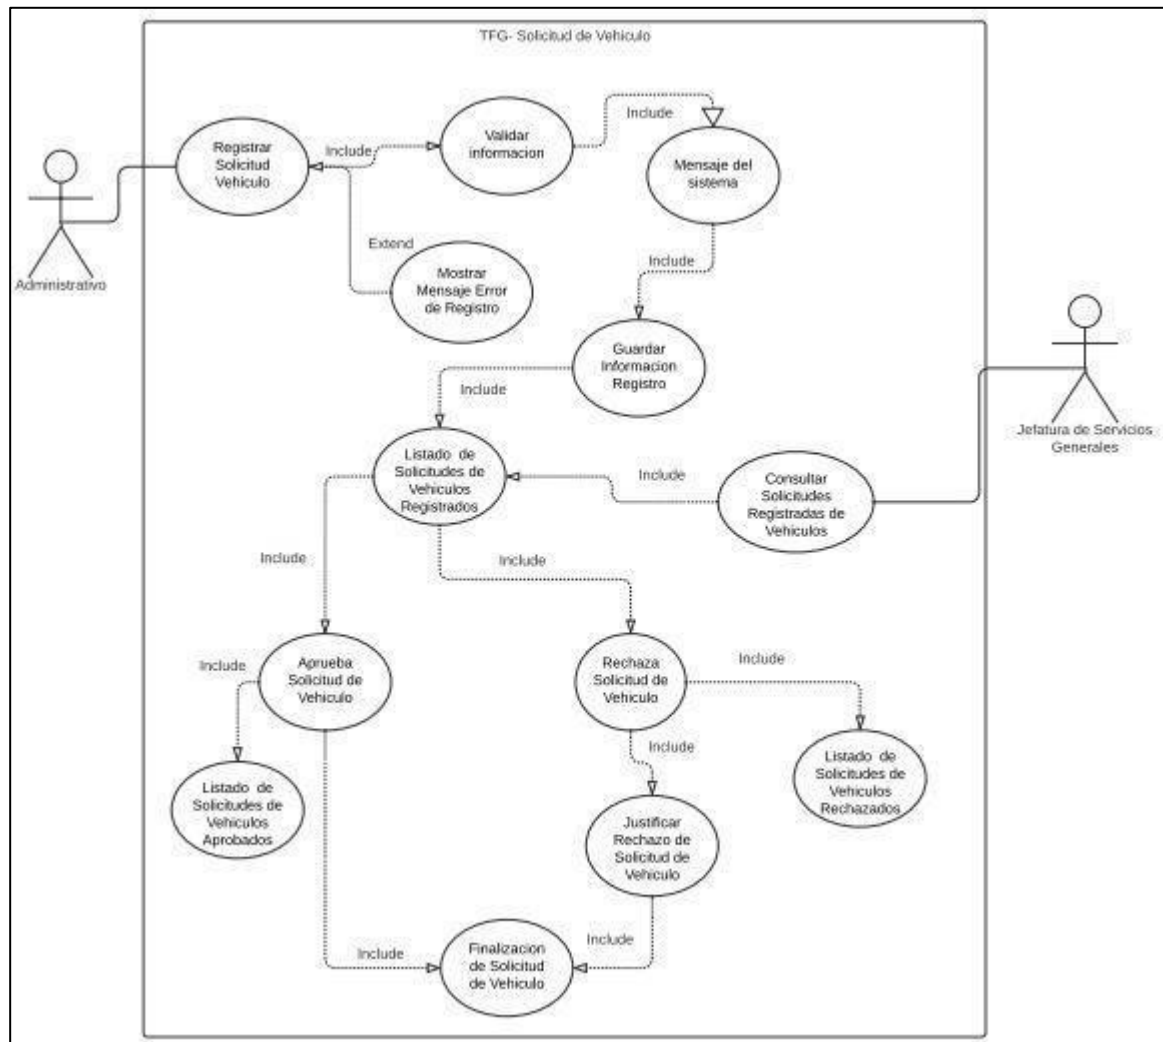 TFG- Solicitud de Vehiculo
Include
Validar
informacion
Include
Registrar
Solicitud
Vehiculo
Mensaje del
sistema
Administrativo
Extend
Mostrar
Mensaje Error
de Registro
Include
Guardar
Informacion
Registro
Include
Jefatura de Servicios
Generales
Listado de
Solicitudes de
Vehiculos
Registrados
Include
Consultar
Solicitudes
Registradas de
Vehiculos
Include
Include
Include
Aprueba
Solicitud de
Vehiculo
Rechaza
Solicitud de
Vehiculo
Include
Include
Listado de
Solicitudes de
Vehiculos
Aprobados
Justificar
Rechazo de
Solicitud de
Vehiculo
Listado de
Solicitudes de
Vehiculos
Rechazados
Include
Finalizacion
de Solicitud
de Vehiculo
Include